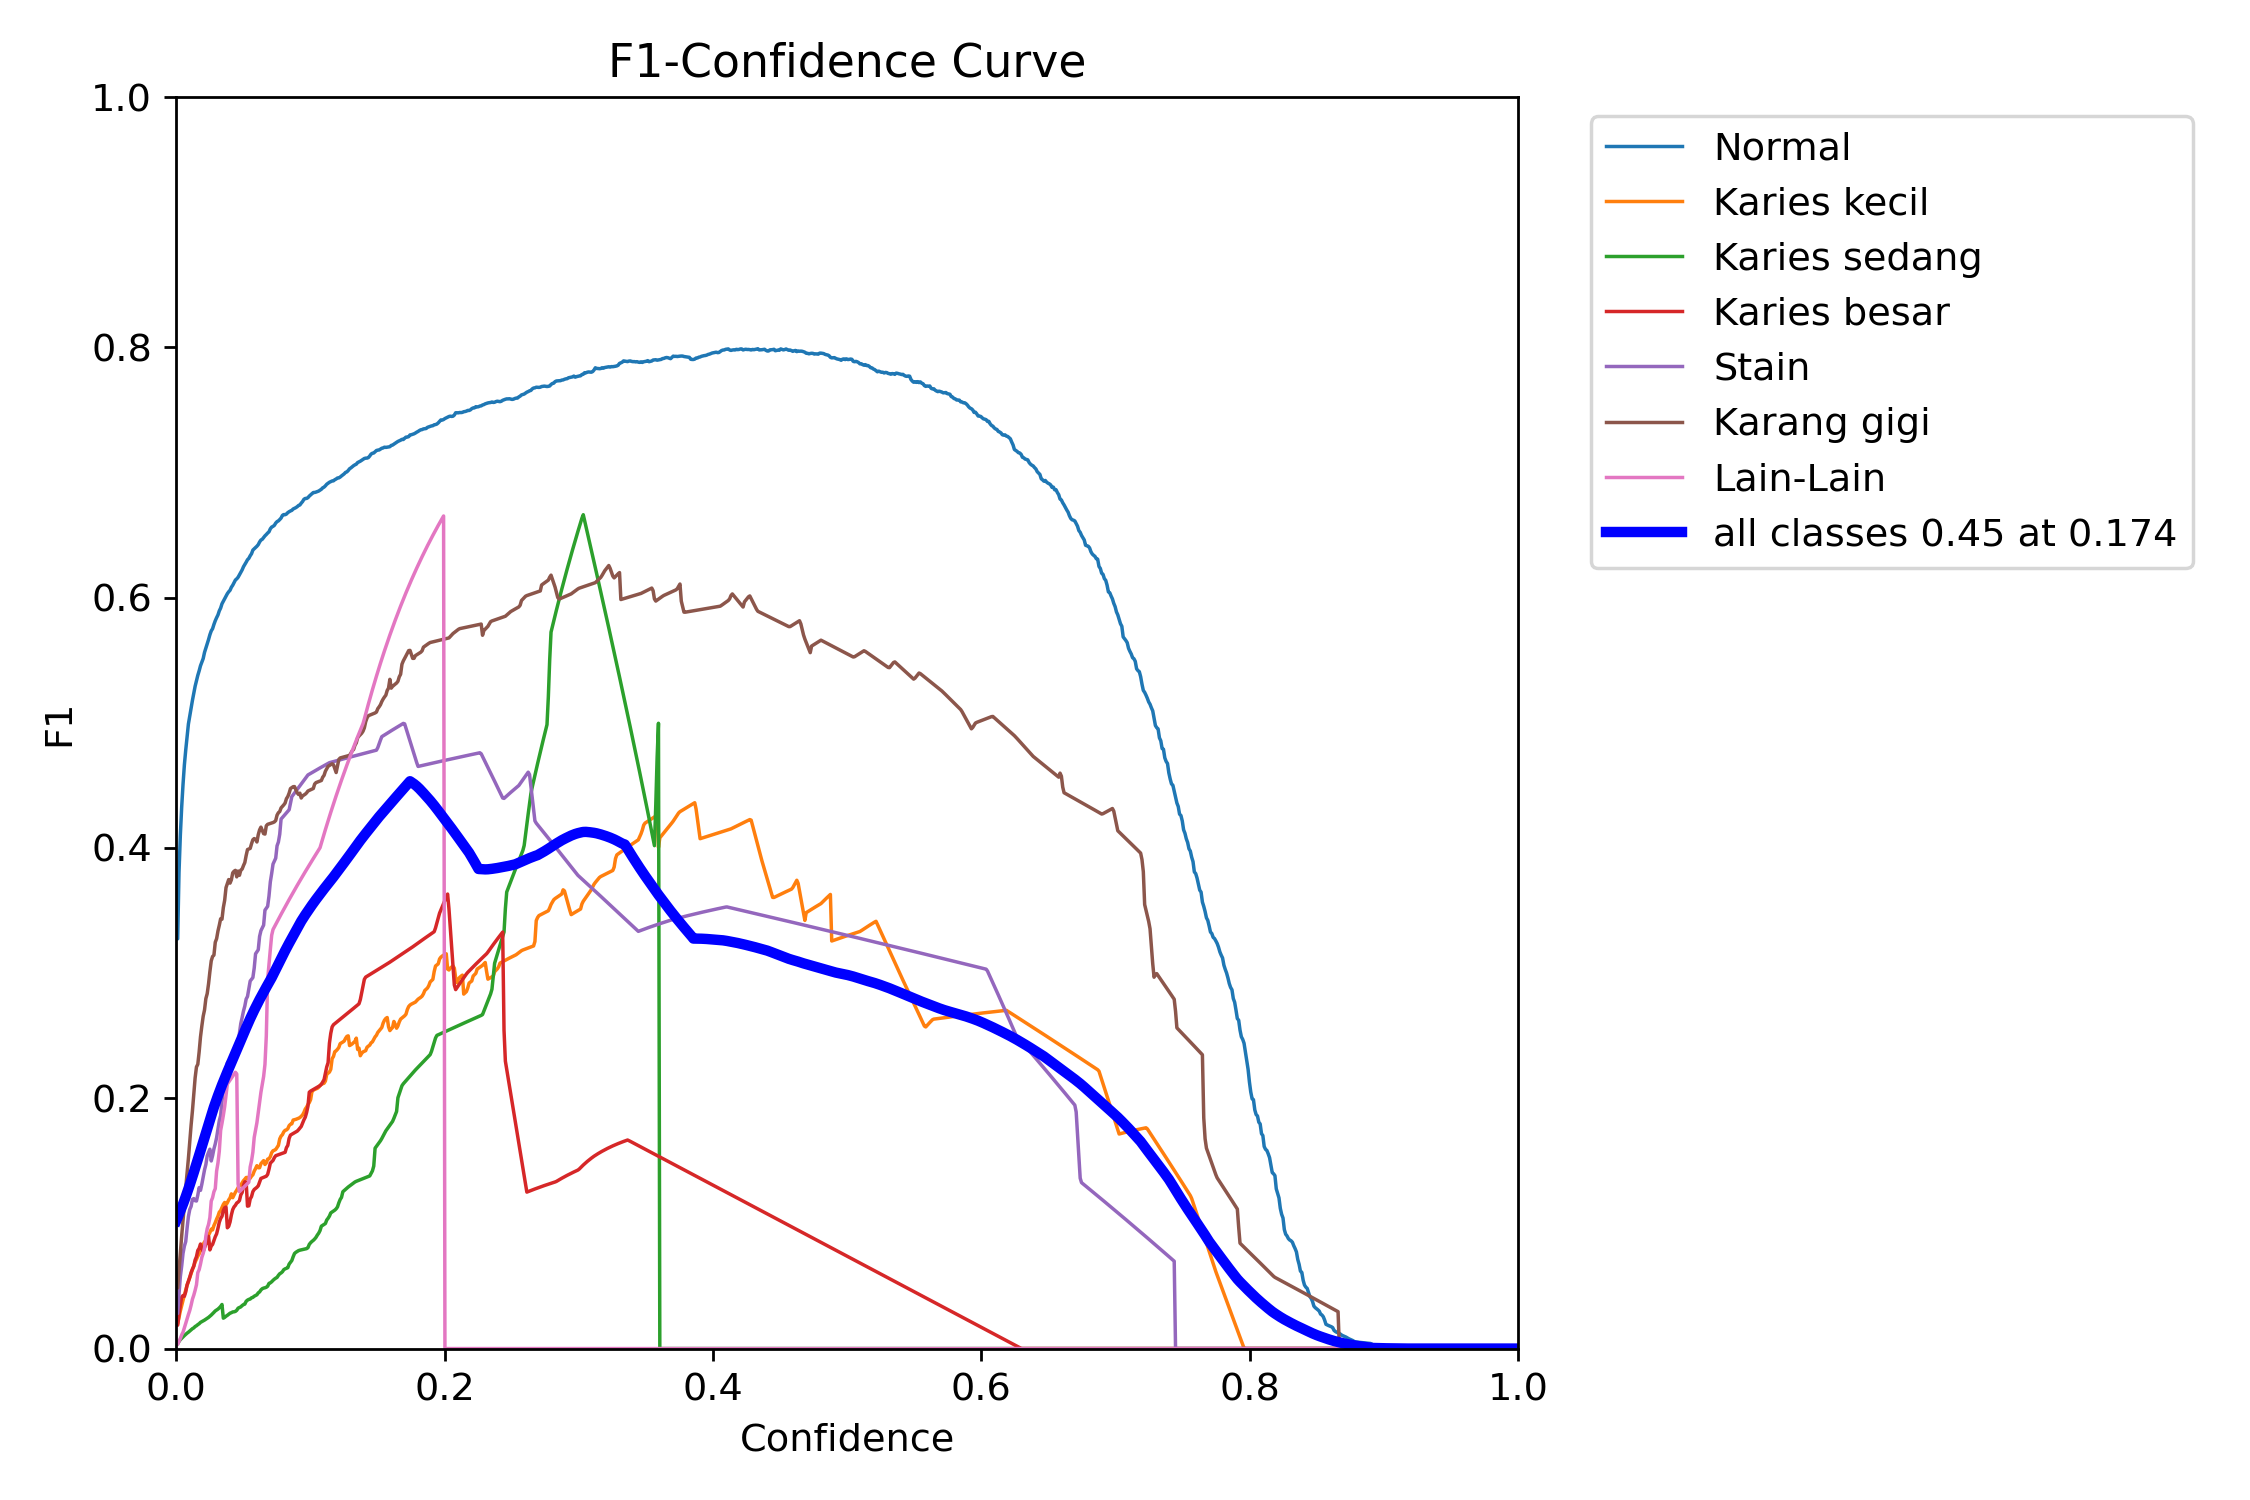 F1-Confidence Curve
1.0
0.8
0.6
0.4
0.2
0.0
F1
0.0 0.2 0.4 0.6 0.8 1.0
Confidence
Normal
Karies kecil
Karies sedang
Karies besar
Stain
Karang gigi
Lain-Lain
all classes 0.45 at 0.174